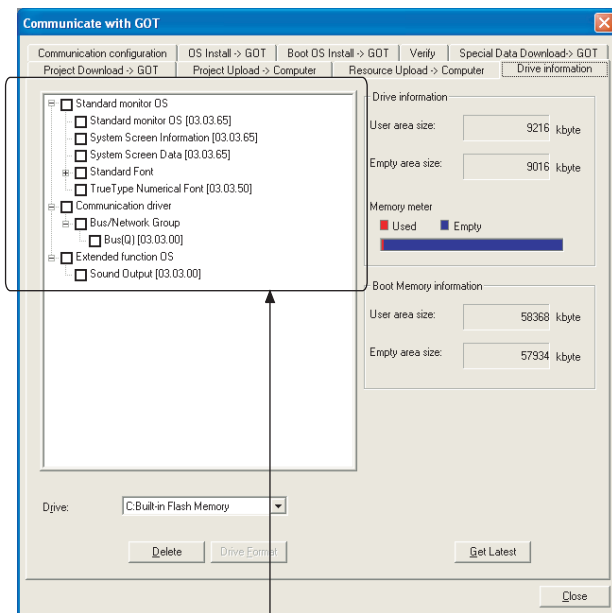 Communicate with GOT
Communication configuration
OS Install -> GOT
Boot OS Install -> GOT
Verify
Special Data Download-> GOT
Project Download -> GOT
Project Upload -> Computer
Resource Upload -> Computer
Drive information
Standard monitor OS
Standard monitor OS [03.03.65]
System Screen Information [03.03.65]
System Screen Data [03.03.65]
Standard Font
TrueType Numerical Font [03.03.50]
Communication driver
Bus/Network Group
Bus(Q) [03.03.00]
Extended function OS
Sound Output [03.03.00]
Drive information
User area size: 9216 kbyte
Empty area size: 9016 kbyte
Memory meter
Used Empty
Boot Memory information
User area size: 58368 kbyte
Empty area size: 57934 kbyte
Drive: C:Built-in Flash Memory
Delete
Drive Format
Get Latest
Close